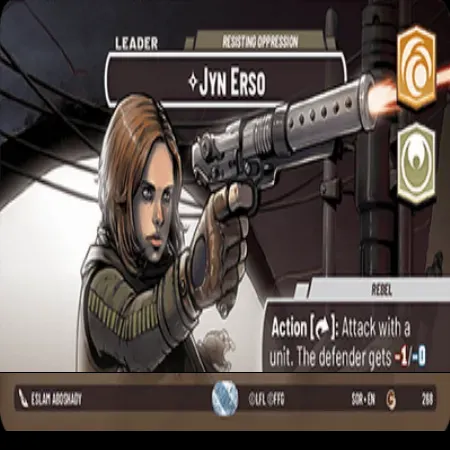 LEADER
RESISTING OPPRESSION
JYN ERSO
REBEL
Action [ ]: Attack with a
unit. The defender gets -1/-0
ESLAM ABOSHADY
©LFL ©FFG
SOR • EN
268